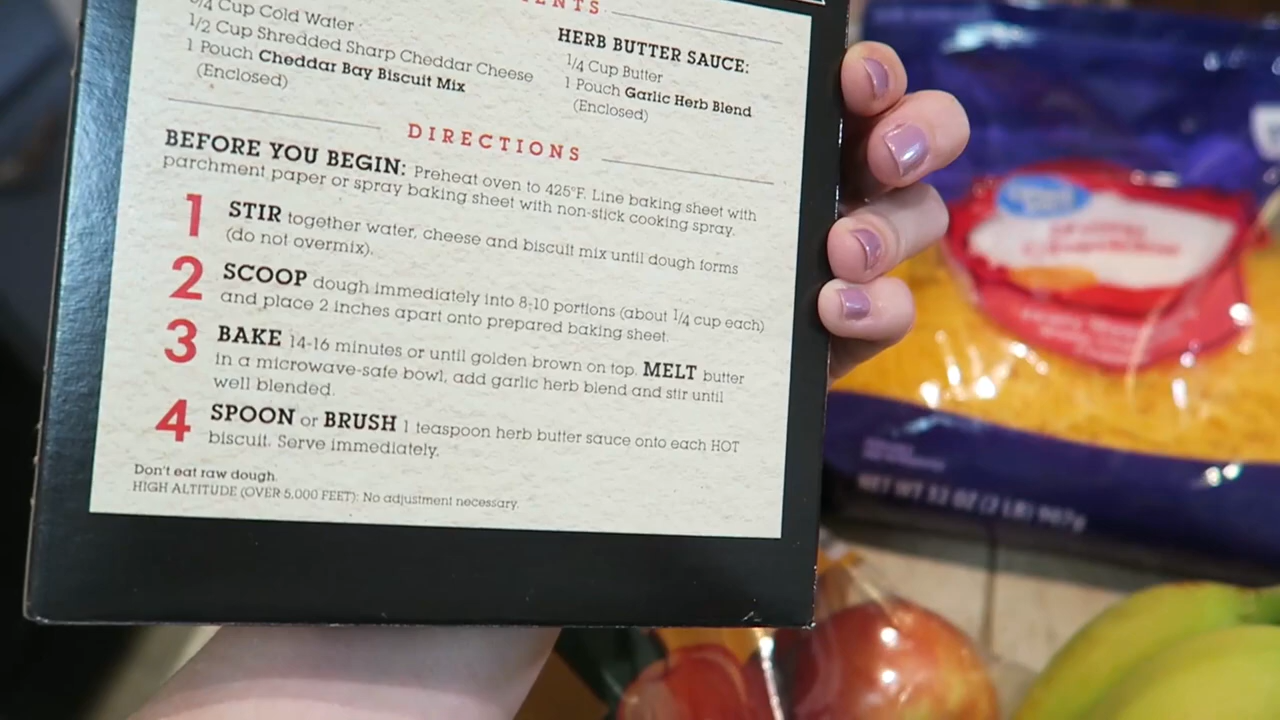 3/4 Cup Cold Water
1/2 Cup Shredded Sharp Cheddar Cheese
1 Pouch Cheddar Bay Biscuit Mix
(Enclosed)
HERB BUTTER SAUCE:
1/4 Cup Butter
1 Pouch Garlic Herb Blend
(Enclosed)
DIRECTIONS
BEFORE YOU BEGIN: Preheat oven to 425°F. Line baking sheet with
parchment paper or spray baking sheet with non-stick cooking spray.
1 STIR together water, cheese and biscuit mix until dough forms
(do not overmix).
2 SCOOP dough immediately into 8-10 portions (about 1/4 cup each)
and place 2 inches apart onto prepared baking sheet.
3 BAKE 14-16 minutes or until golden brown on top. MELT butter
in a microwave-safe bowl, add garlic herb blend and stir until
well blended.
4 SPOON or BRUSH 1 teaspoon herb butter sauce onto each HOT
biscuit. Serve immediately.
Don't eat raw dough.
HIGH ALTITUDE (OVER 5,000 FEET): No adjustment necessary.
NET WT 32 OZ (2 LB) 907g